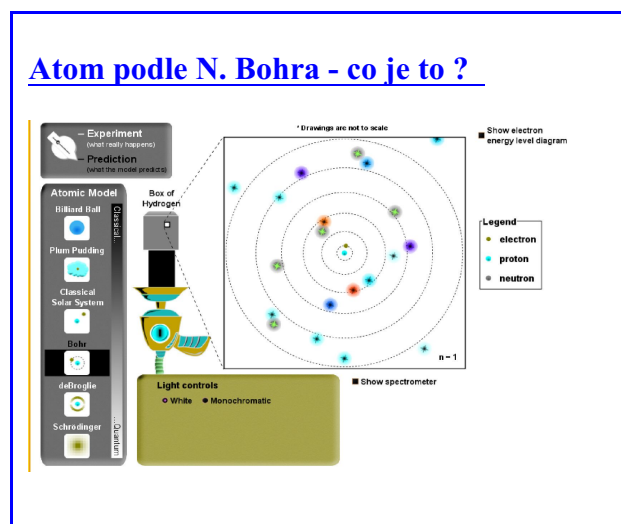 Atom podle N. Bohra - co je to ?
Experiment
(what really happens)
Prediction
(what the model predicts)
Atomic Model
Billiard Ball
Plum Pudding
Classical
Solar System
Bohr
deBroglie
Schrödinger
Classical...
...Quantum
Box of
Hydrogen
* Drawings are not to scale
n = 1
Show electron
energy level diagram
Legend
electron
proton
neutron
Show spectrometer
Light controls
White Monochromatic